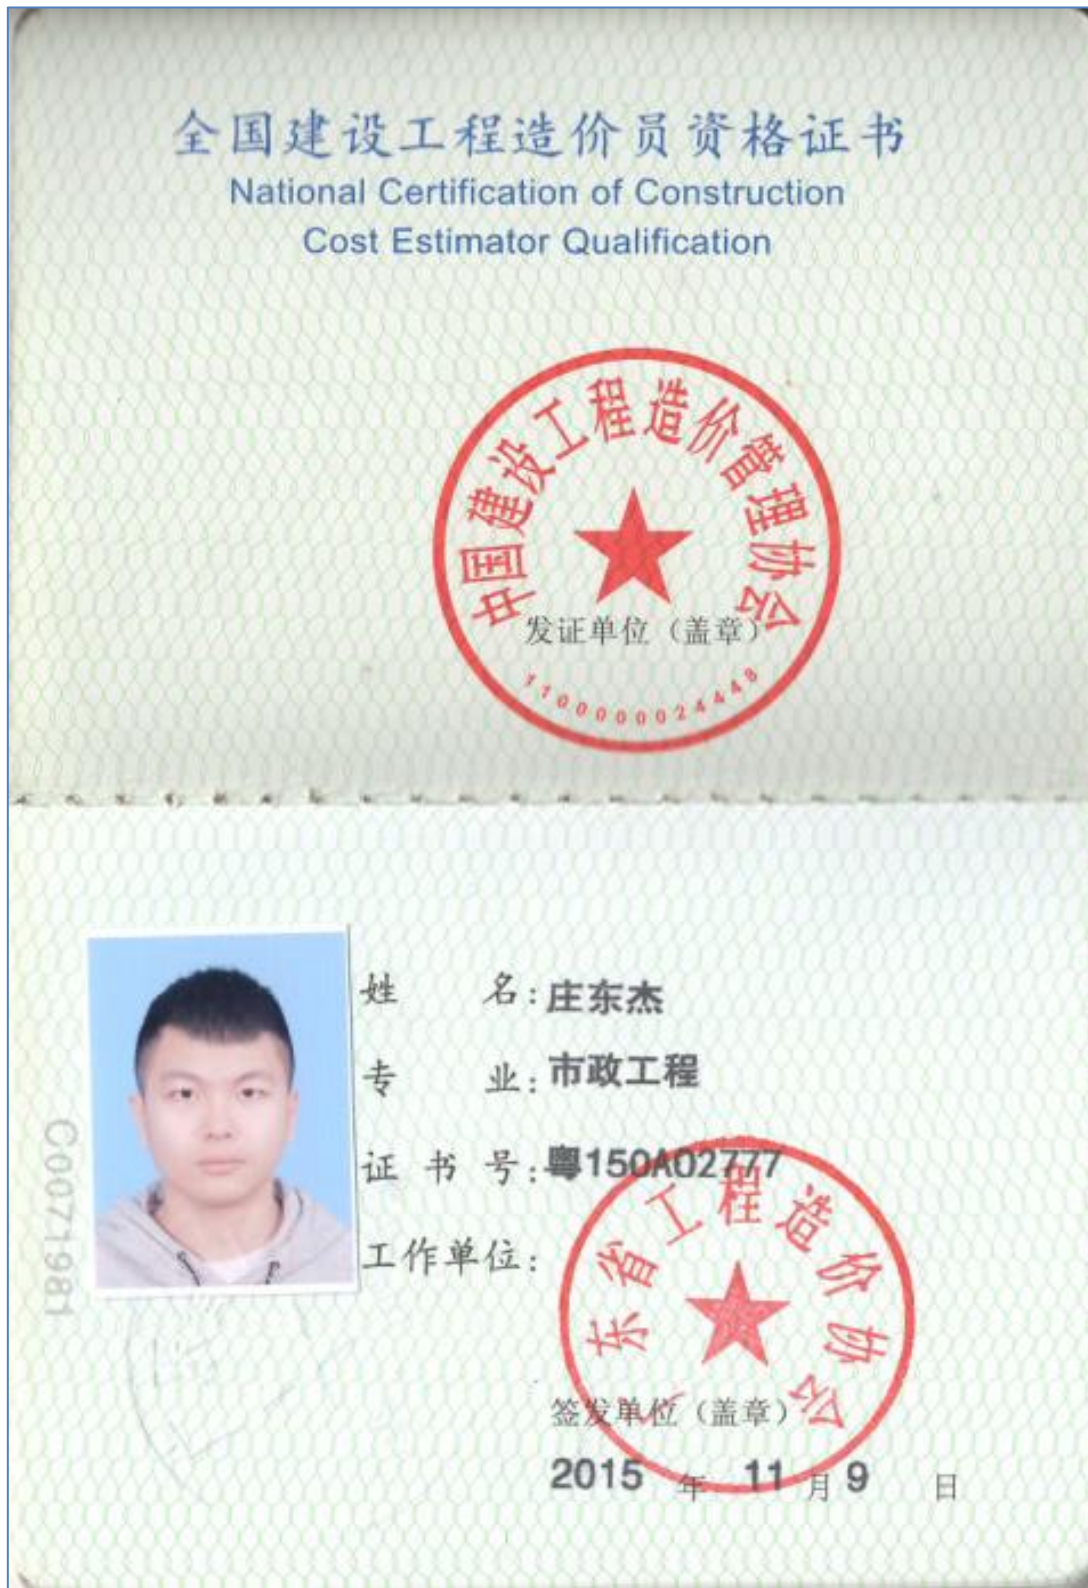 全国建设工程造价员资格证书
National Certification of Construction
Cost Estimator Qualification
中国建设工程造价管理协会
发证单位（盖章）
1100000024448
姓 名：庄东杰
专 业：市政工程
证 书 号：粤150A02777
工作单位：
C0071981
广东省工程造价协会
签发单位（盖章）
2015 年 11 月 9 日